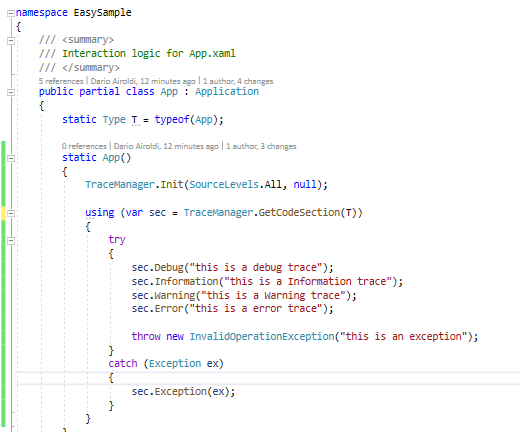 namespace EasySample
{
/// <summary>
/// Interaction logic for App.xaml
/// </summary>
5 references | Dario Airoldi, 12 minutes ago | 1 author, 4 changes
public partial class App : Application
{
static Type T = typeof(App);
0 references | Dario Airoldi, 12 minutes ago | 1 author, 3 changes
static App()
{
TraceManager.Init(SourceLevels.All, null);
using (var sec = TraceManager.GetCodeSection(T))
{
try
{
sec.Debug("this is a debug trace");
sec.Information("this is a Information trace");
sec.Warning("this is a Warning trace");
sec.Error("this is a error trace");
throw new InvalidOperationException("this is an exception");
}
catch (Exception ex)
{
sec.Exception(ex);
}
}
}